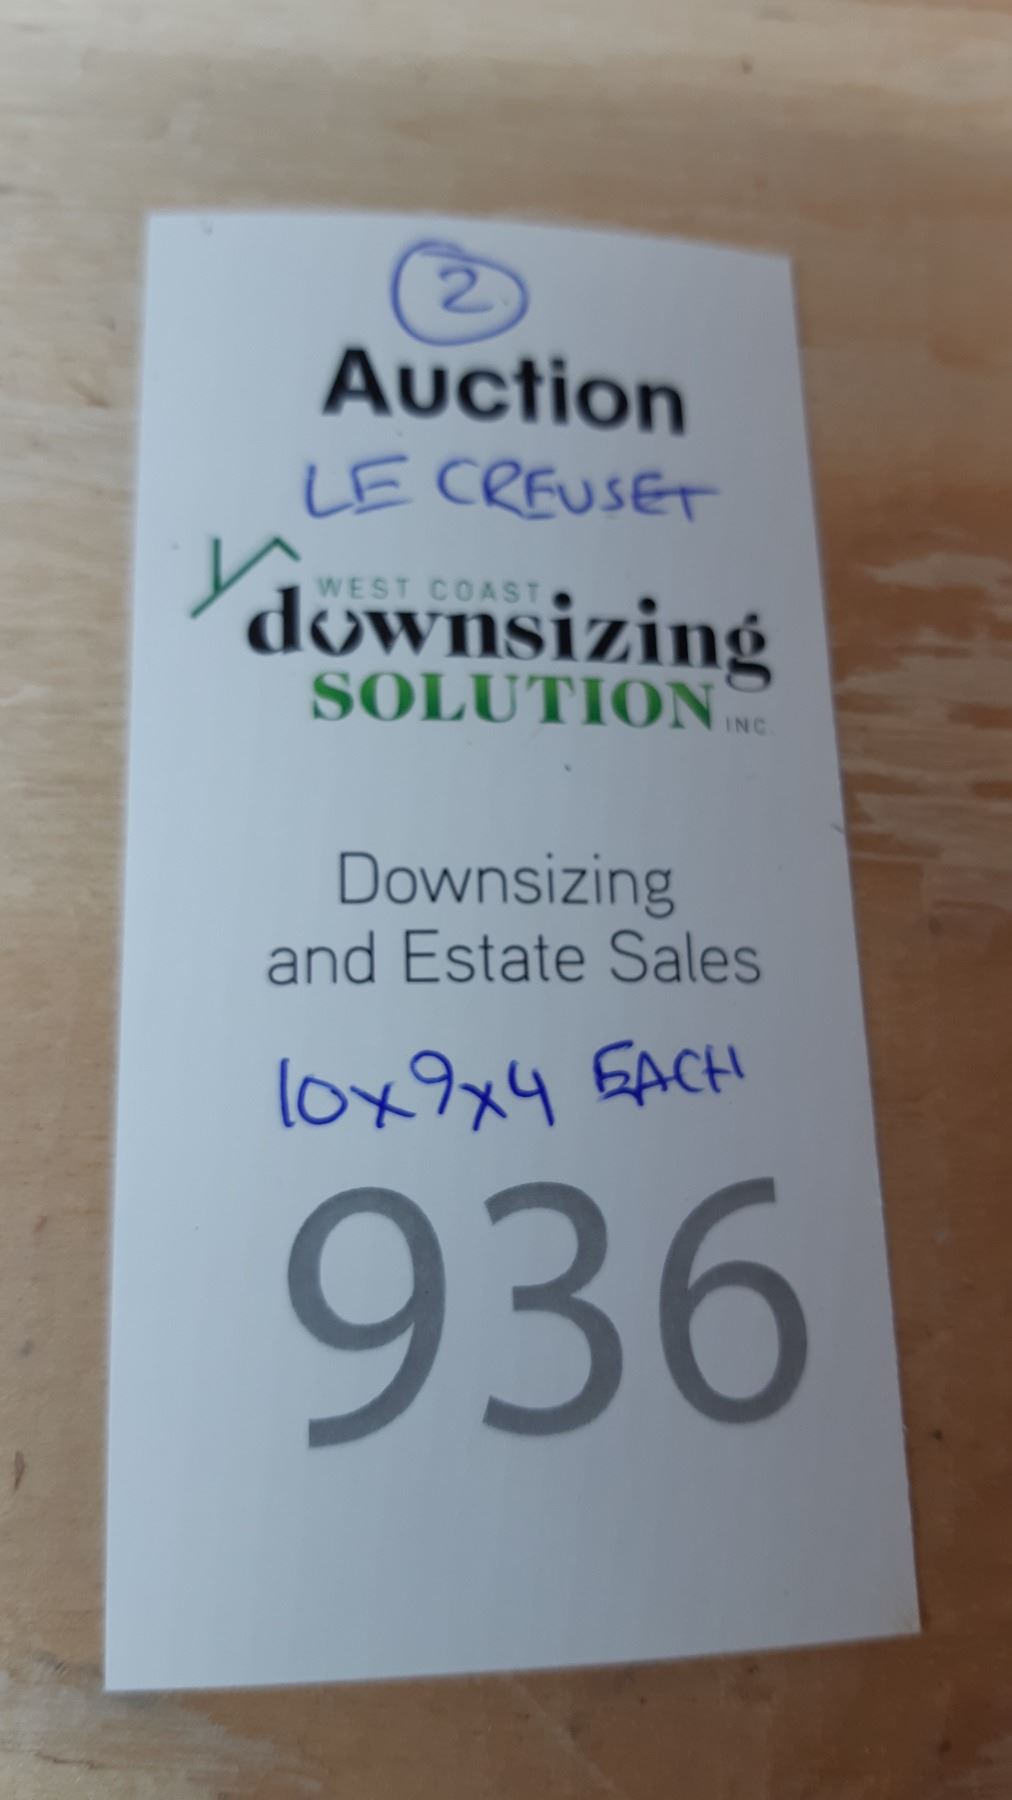 2
Auction
LE CREUSET
WEST COAST
downsizing
SOLUTION INC.
Downsizing
and Estate Sales
10x9x4 EACH
936